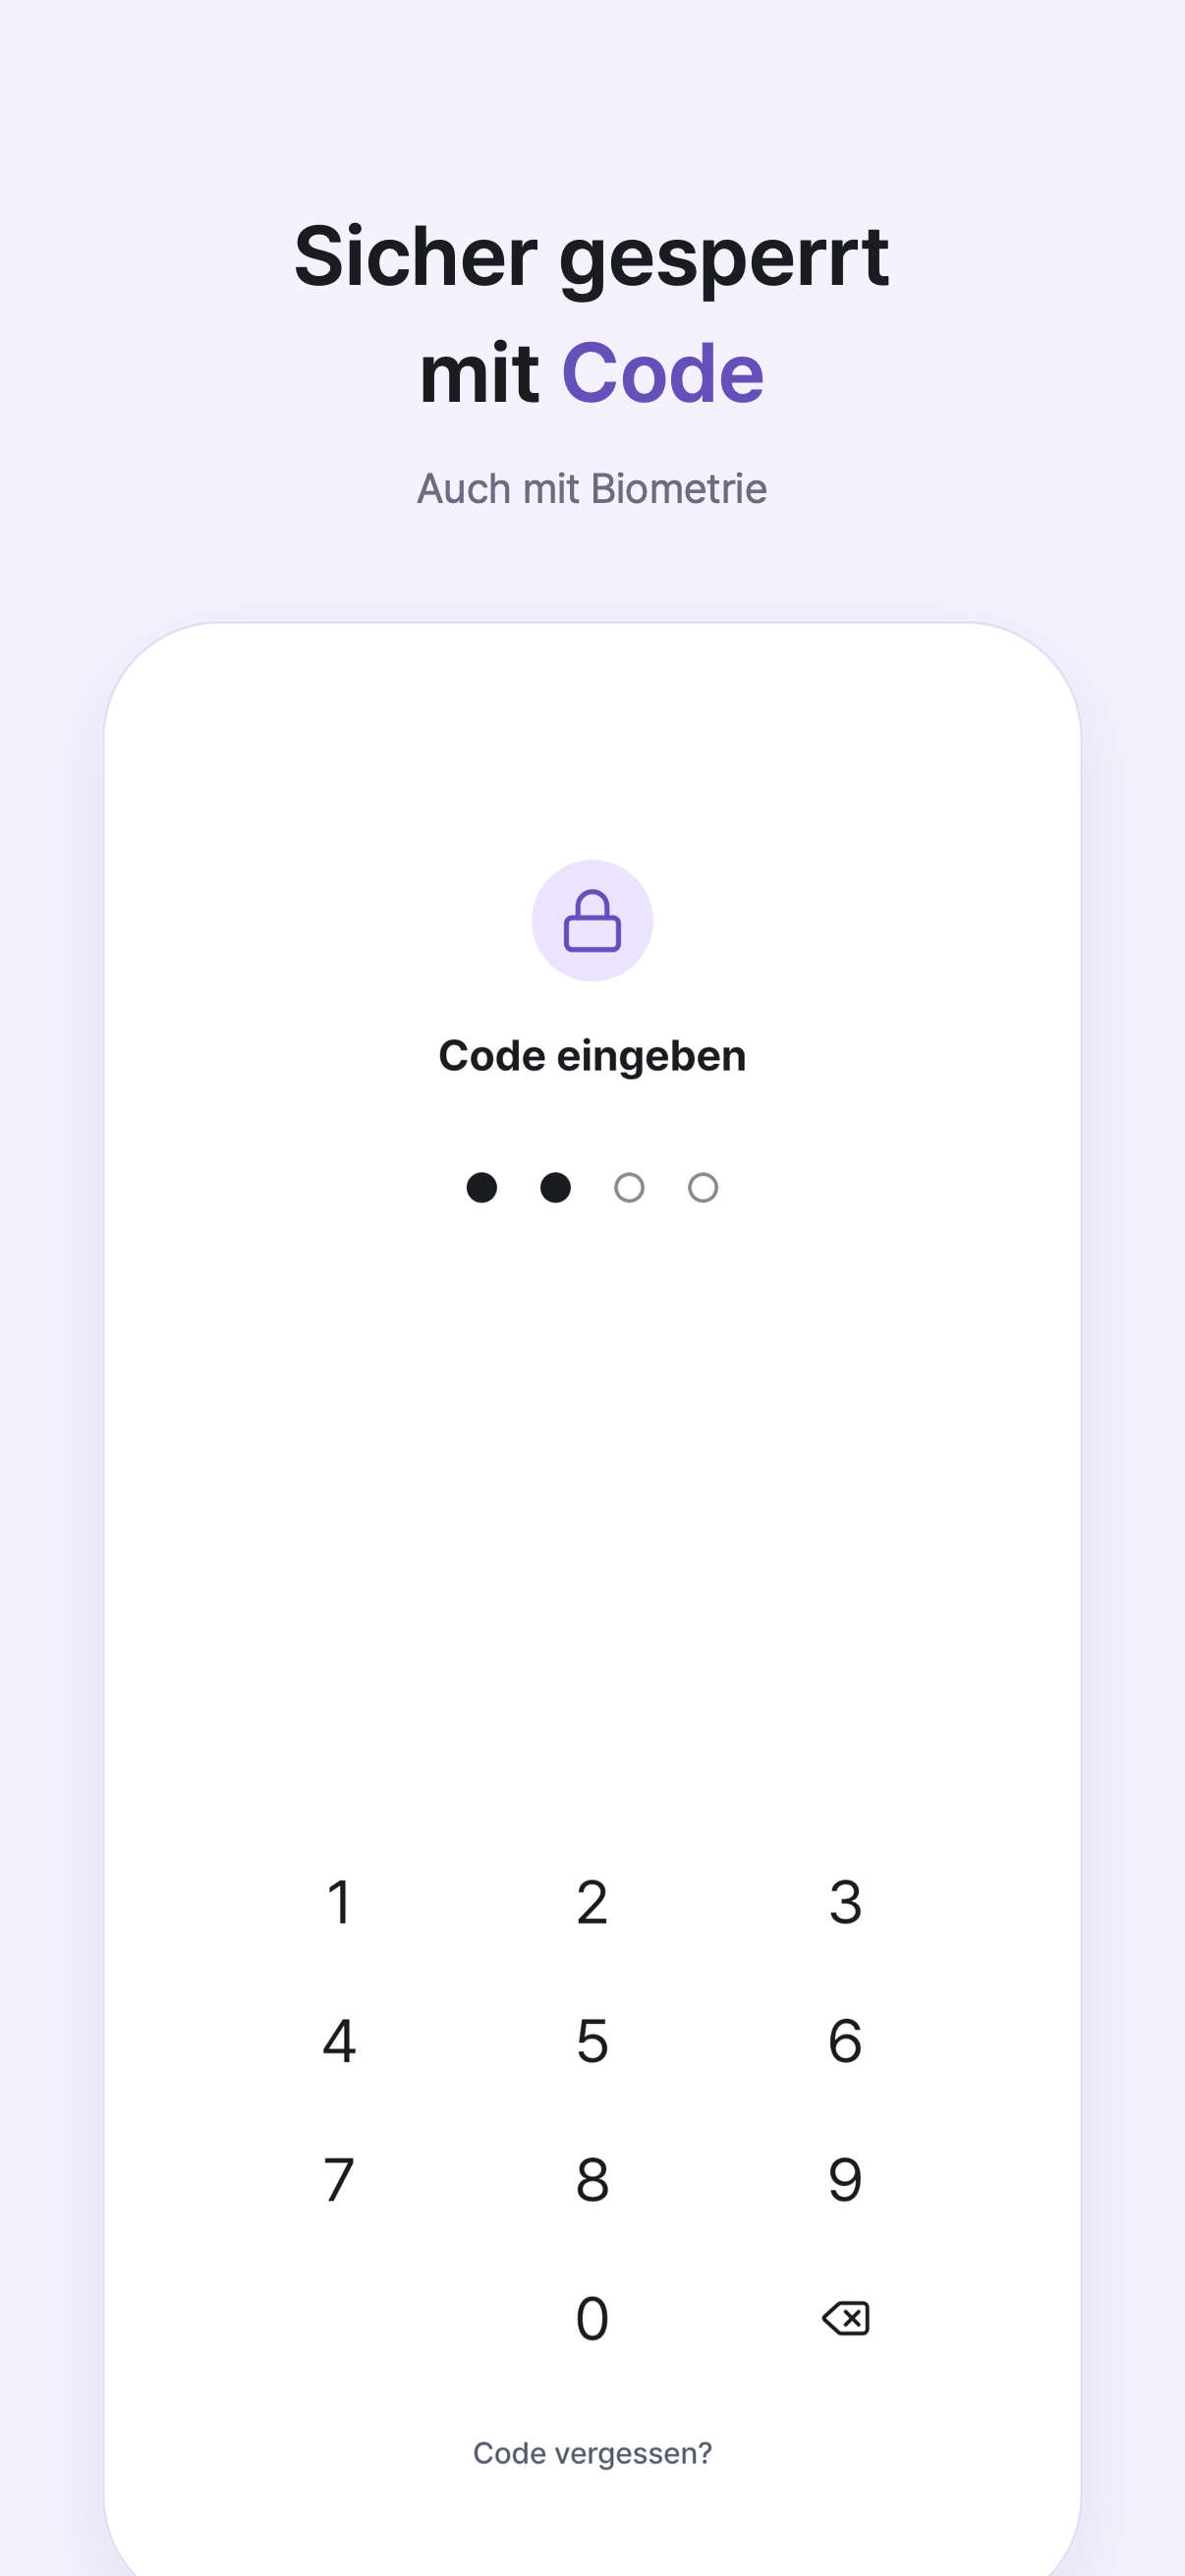 Sicher gesperrt
mit Code
Auch mit Biometrie
Code eingeben
1 2 3
4 5 6
7 8 9
0
Code vergessen?